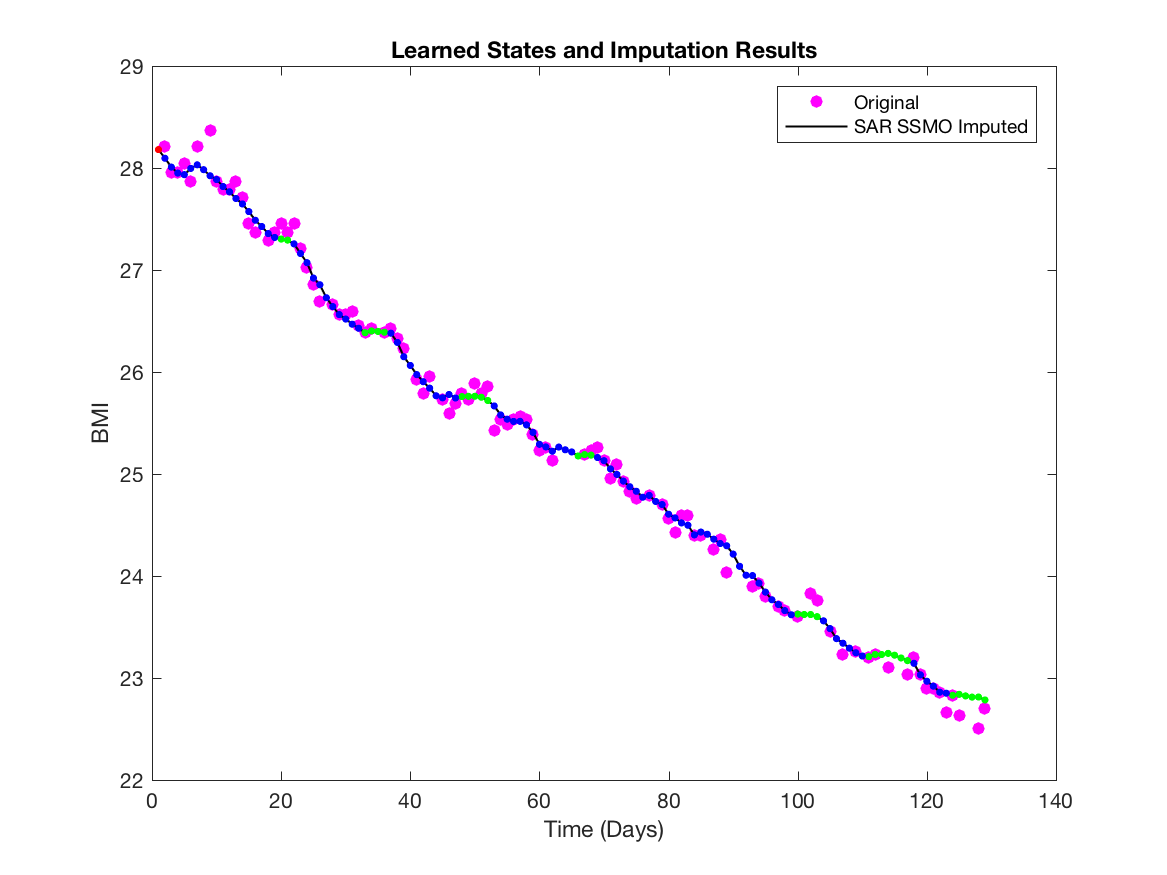 Learned States and Imputation Results
29
28
27
26
25
24
23
22
BMI
Original
SAR SSMO Imputed
0 20 40 60 80 100 120 140
Time (Days)